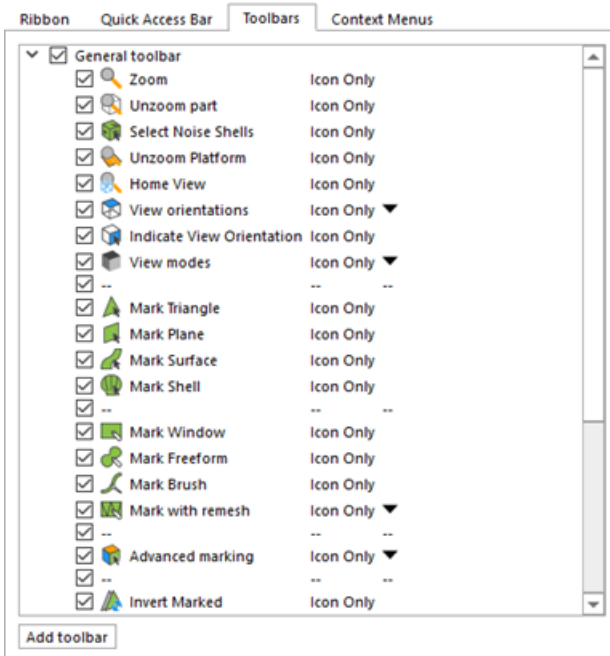 Ribbon Quick Access Bar Toolbars Context Menus
General toolbar
Zoom Icon Only
Unzoom part Icon Only
Select Noise Shells Icon Only
Unzoom Platform Icon Only
Home View Icon Only
View orientations Icon Only
Indicate View Orientation Icon Only
View modes Icon Only
-- -- --
Mark Triangle Icon Only
Mark Plane Icon Only
Mark Surface Icon Only
Mark Shell Icon Only
-- -- --
Mark Window Icon Only
Mark Freeform Icon Only
Mark Brush Icon Only
Mark with remesh Icon Only
-- -- --
Advanced marking Icon Only
-- -- --
Invert Marked Icon Only
Add toolbar